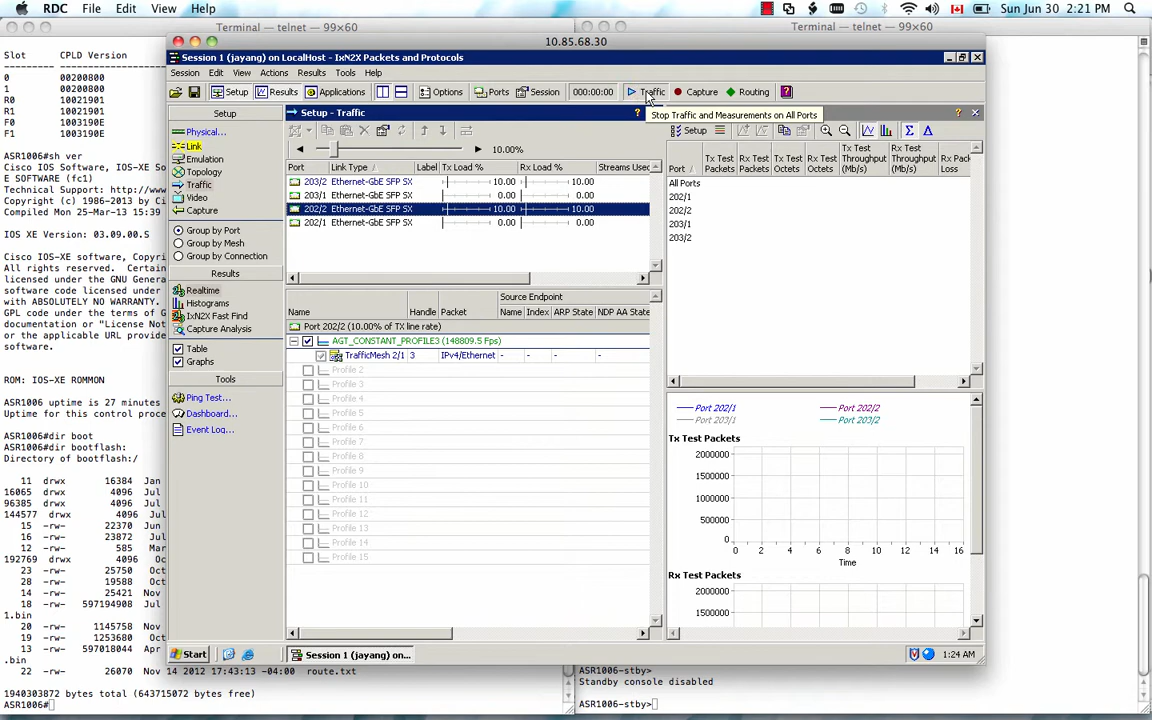 RDC File Edit View Window Help
Sun Jun 30 2:21 PM
Terminal — telnet — 99×60
Terminal — telnet — 99×60
10.85.68.30
Slot CPLD Version
0 00200800
1 00200800
R0 10021901
R1 10021901
F0 1003190E
F1 1003190E
ASR1006#sh ver
Cisco IOS Software, IOS-XE Sof
E SOFTWARE (fc1)
Technical Support: http://www
Copyright (c) 1986-2013 by Ci
Compiled Mon 25-Mar-13 15:39
IOS XE Version: 03.09.00.S
Cisco IOS-XE software, Copyri
All rights reserved. Certain
licensed under the GNU Genera
software code licensed under
with ABSOLUTELY NO WARRANTY.
GPL code under the terms of G
documentation or "License Not
or the applicable URL provide
software.
ROM: IOS-XE ROMMON
ASR1006 uptime is 27 minutes
Uptime for this control proce
ASR1006#dir boot
ASR1006#dir bootflash:
Directory of bootflash:/
11 drwx 16384 Jan
16065 drwx 4096 Jul
96385 drwx 4096 Jul
144577 drwx 4096 Oc
15 -rw- 22370 Jun
16 -rw- 23872 Jul
12 -rw- 585 Mar
192769 drwx 4096 Oc
23 -rw- 25750 Oct
28 -rw- 19588 Oct
14 -rw- 25151 Jul
18 -rw- 597194908 Jul
1.bin
20 -rw- 1145758 Nov
19 -rw- 1253680 Oct
13 -rw- 597018044 Apr
.bin
22 -rw- 26070 Nov 14 2012 17:43:13 -04:00 route.txt
1940303872 bytes total (643715072 bytes free)
ASR1006#
Session 1 (jayang) on LocalHost - IxN2X Packets and Protocols
Session Edit View Actions Results Tools Help
Setup Results Applications Options Ports Session 000:00:00 Traffic Capture Routing
Stop Traffic and Measurements on All Ports
Setup
Physical...
Link
Emulation
Topology
Traffic
Video
Capture
Group by Port
Group by Mesh
Group by Connection
Results
Realtime
Histograms
IxN2X Fast Find
Capture Analysis
Table
Graphs
Tools
Ping Test...
Dashboard...
Event Log...
Setup - Traffic
10.00%
Port Link Type Label Tx Load % Rx Load % Streams Used
203/2 Ethernet-GbE SFP SX 10.00 10.00
203/1 Ethernet-GbE SFP SX 0.00 0.00
202/2 Ethernet-GbE SFP SX 10.00 10.00
202/1 Ethernet-GbE SFP SX 0.00 0.00
Source Endpoint
Name Handle Packet Name Index ARP State NDP AA State
Port 202/2 (10.00% of TX line rate)
AGT_CONSTANT_PROFILE3 (148809.5 Fps)
TrafficMesh 2/1 3 IPv4/Ethernet - - - -
Profile 2
Profile 3
Profile 4
Profile 5
Profile 6
Profile 7
Profile 8
Profile 9
Profile 10
Profile 11
Profile 12
Profile 13
Profile 14
Profile 15
Setup
Port Tx Test Packets Rx Test Packets Tx Test Octets Rx Test Octets Tx Test Throughput (Mb/s) Rx Test Throughput (Mb/s) Rx Pack Loss
All Ports
202/1
202/2
203/1
203/2
Port 202/1 Port 202/2
Port 203/1 Port 203/2
Tx Test Packets
2000000
1500000
1000000
500000
0
0 2 4 6 8 10 12 14 16
Time
Rx Test Packets
2000000
1500000
Start Session 1 (jayang) on... 1:24 AM
ASR1006-stby>
Standby console disabled
ASR1006-stby>